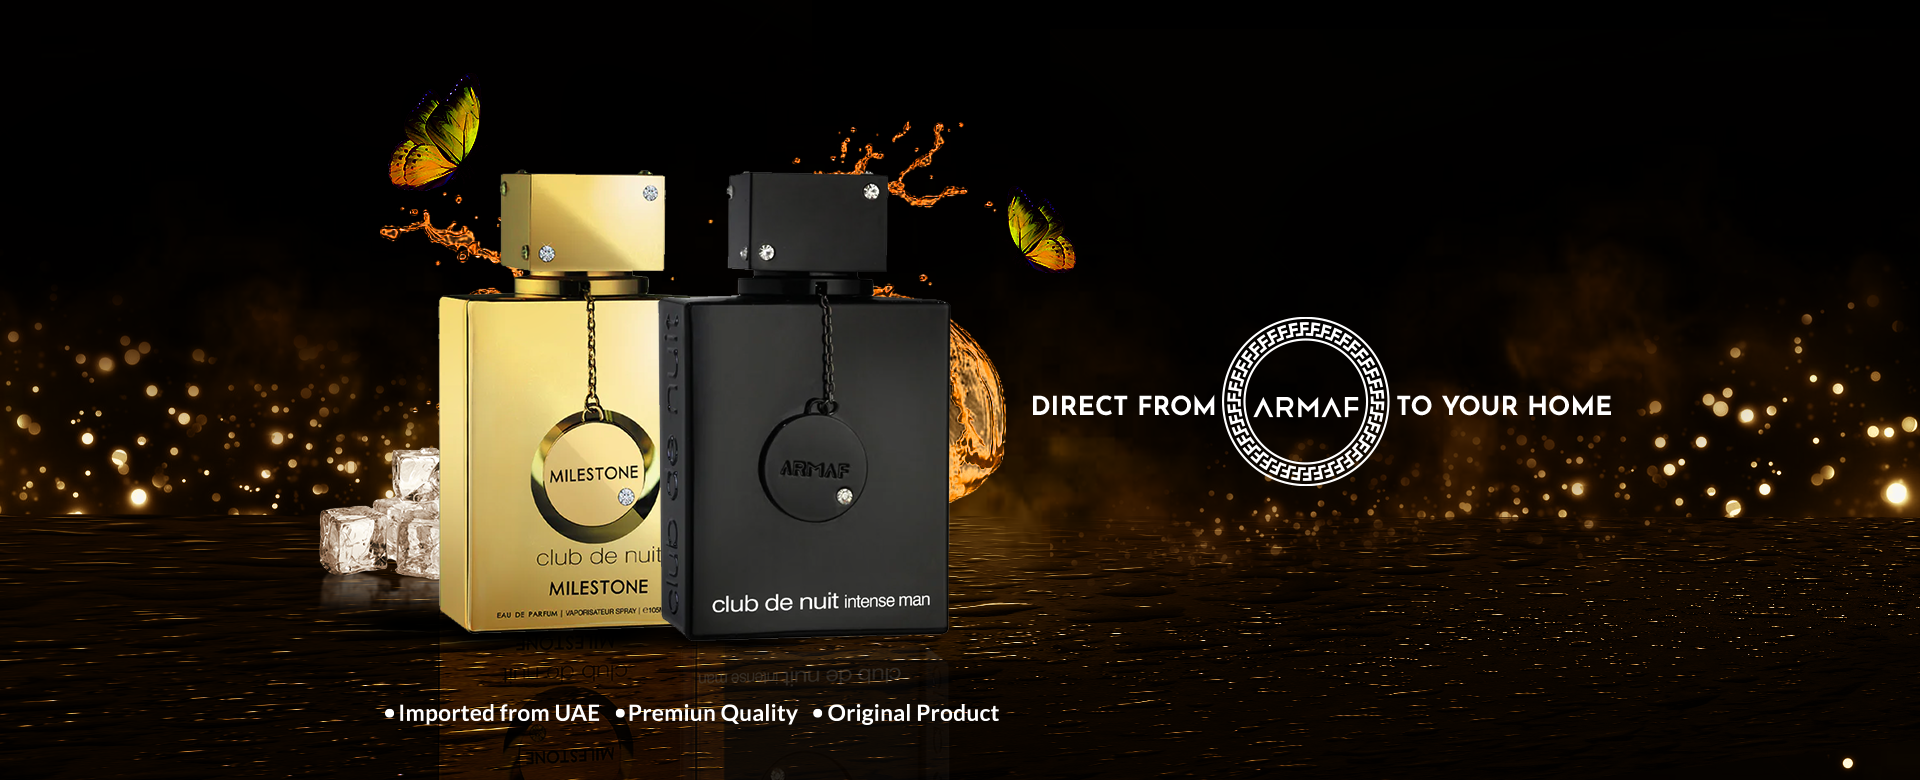 MILESTONE
club de nuit
MILESTONE
EAU DE PARFUM | VAPORISATEUR SPRAY | ℮105
club de nuit
ARMAF
club de nuit intense man
DIRECT FROM ARMAF TO YOUR HOME
• Imported from UAE • Premiun Quality • Original Product